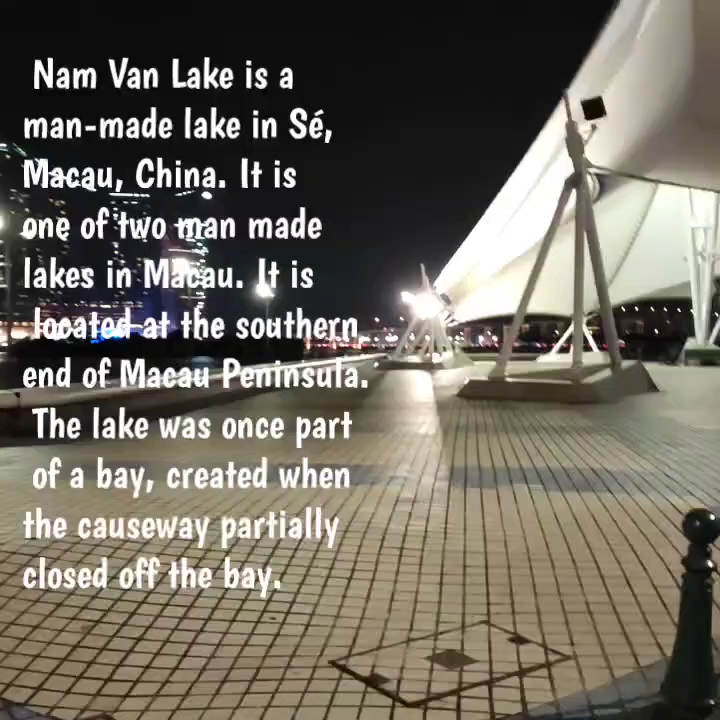 Nam Van Lake is a
man-made lake in Sé,
Macau, China. It is
one of two man made
lakes in Macau. It is
located at the southern
end of Macau Peninsula.
The lake was once part
of a bay, created when
the causeway partially
closed off the bay.